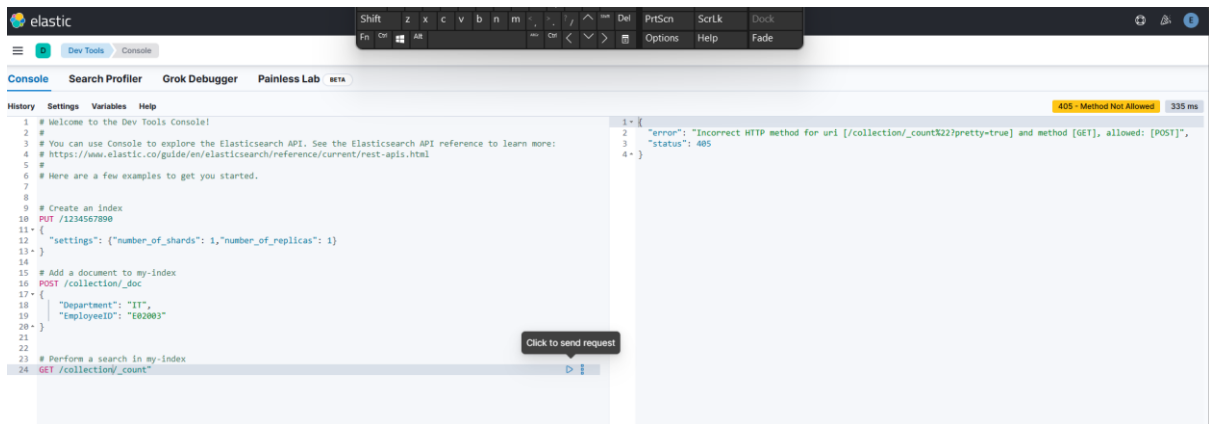 elastic
Shift z x c v b n m < , > . ? / Del PrtScn ScrLk Dock
Fn Ctrl Alt Ctrl < > Options Help Fade
D Dev Tools Console
E
Console Search Profiler Grok Debugger Painless Lab BETA
History Settings Variables Help
405 - Method Not Allowed 335 ms
1 # Welcome to the Dev Tools Console!
2 #
3 # You can use Console to explore the Elasticsearch API. See the Elasticsearch API reference to learn more:
4 # https://www.elastic.co/guide/en/elasticsearch/reference/current/rest-apis.html
5 #
6 # Here are a few examples to get you started.
7
8
9 # Create an index
10 PUT /1234567890
11 {
12 "settings": {"number_of_shards": 1,"number_of_replicas": 1}
13 }
14
15 # Add a document to my-index
16 POST /collection/_doc
17 {
18 "Department": "IT",
19 "EmployeeID": "E02003"
20 }
21
22
23 # Perform a search in my-index
24 GET /collection/_count"
Click to send request
1 {
2 "error": "Incorrect HTTP method for uri [/collection/_count%22?pretty=true] and method [GET], allowed: [POST]",
3 "status": 405
4 }